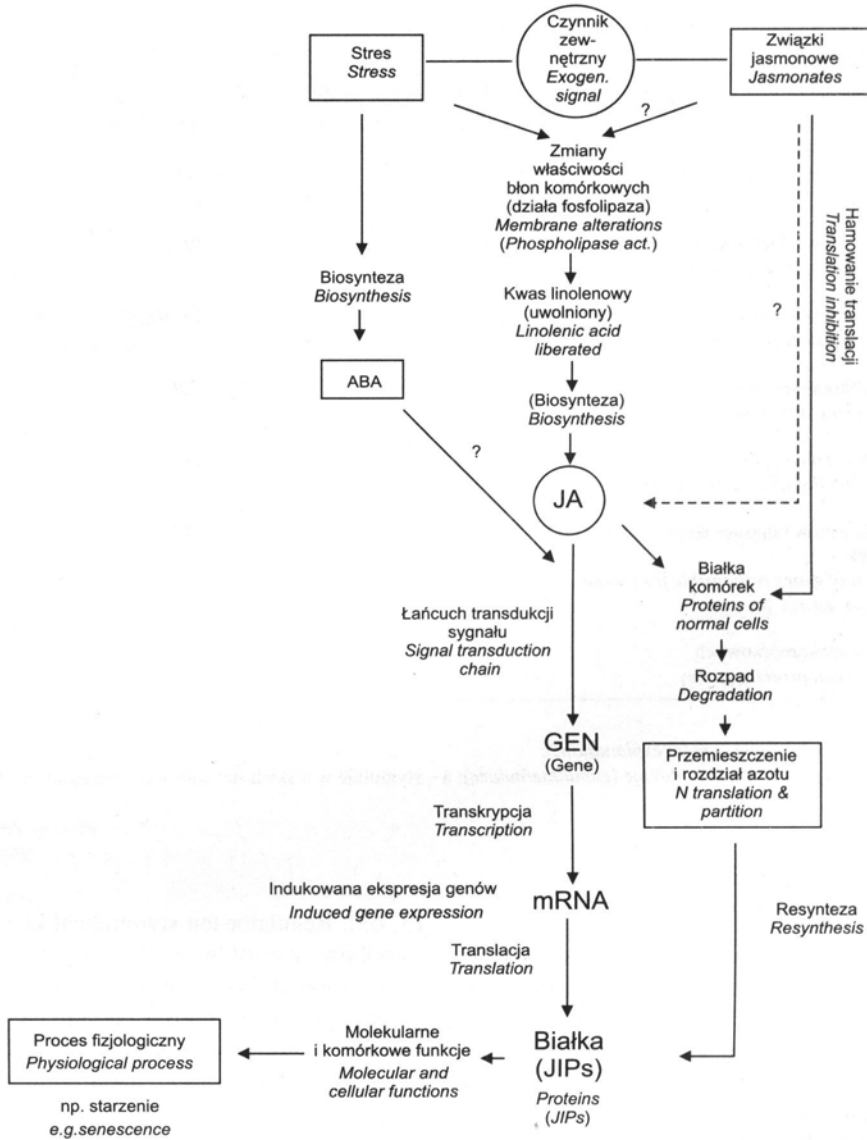 Stres
Stress
Czynnik
zew-
nętrzny
Exogen.
signal
Związki
jasmonowe
Jasmonates
?
Zmiany
właściwości
błon komórkowych
(działa fosfolipaza)
Membrane alterations
(Phospholipase act.)
Hamowanie translacji
Translation inhibition
Biosynteza
Biosynthesis
Kwas linolenowy
(uwolniony)
Linolenic acid
liberated
?
ABA
(Biosynteza)
Biosynthesis
?
JA
Białka
komórek
Proteins of
normal cells
Łańcuch transdukcji
sygnału
Signal transduction
chain
Rozpad
Degradation
GEN
(Gene)
Przemieszczenie
i rozdział azotu
N translation &
partition
Transkrypcja
Transcription
Indukowana ekspresja genów
Induced gene expression
mRNA
Resynteza
Resynthesis
Translacja
Translation
Proces fizjologiczny
Physiological process
Molekularne
i komórkowe funkcje
Molecular and
cellular functions
Białka
(JIPs)
Proteins
(JIPs)
np. starzenie
e.g.senescence